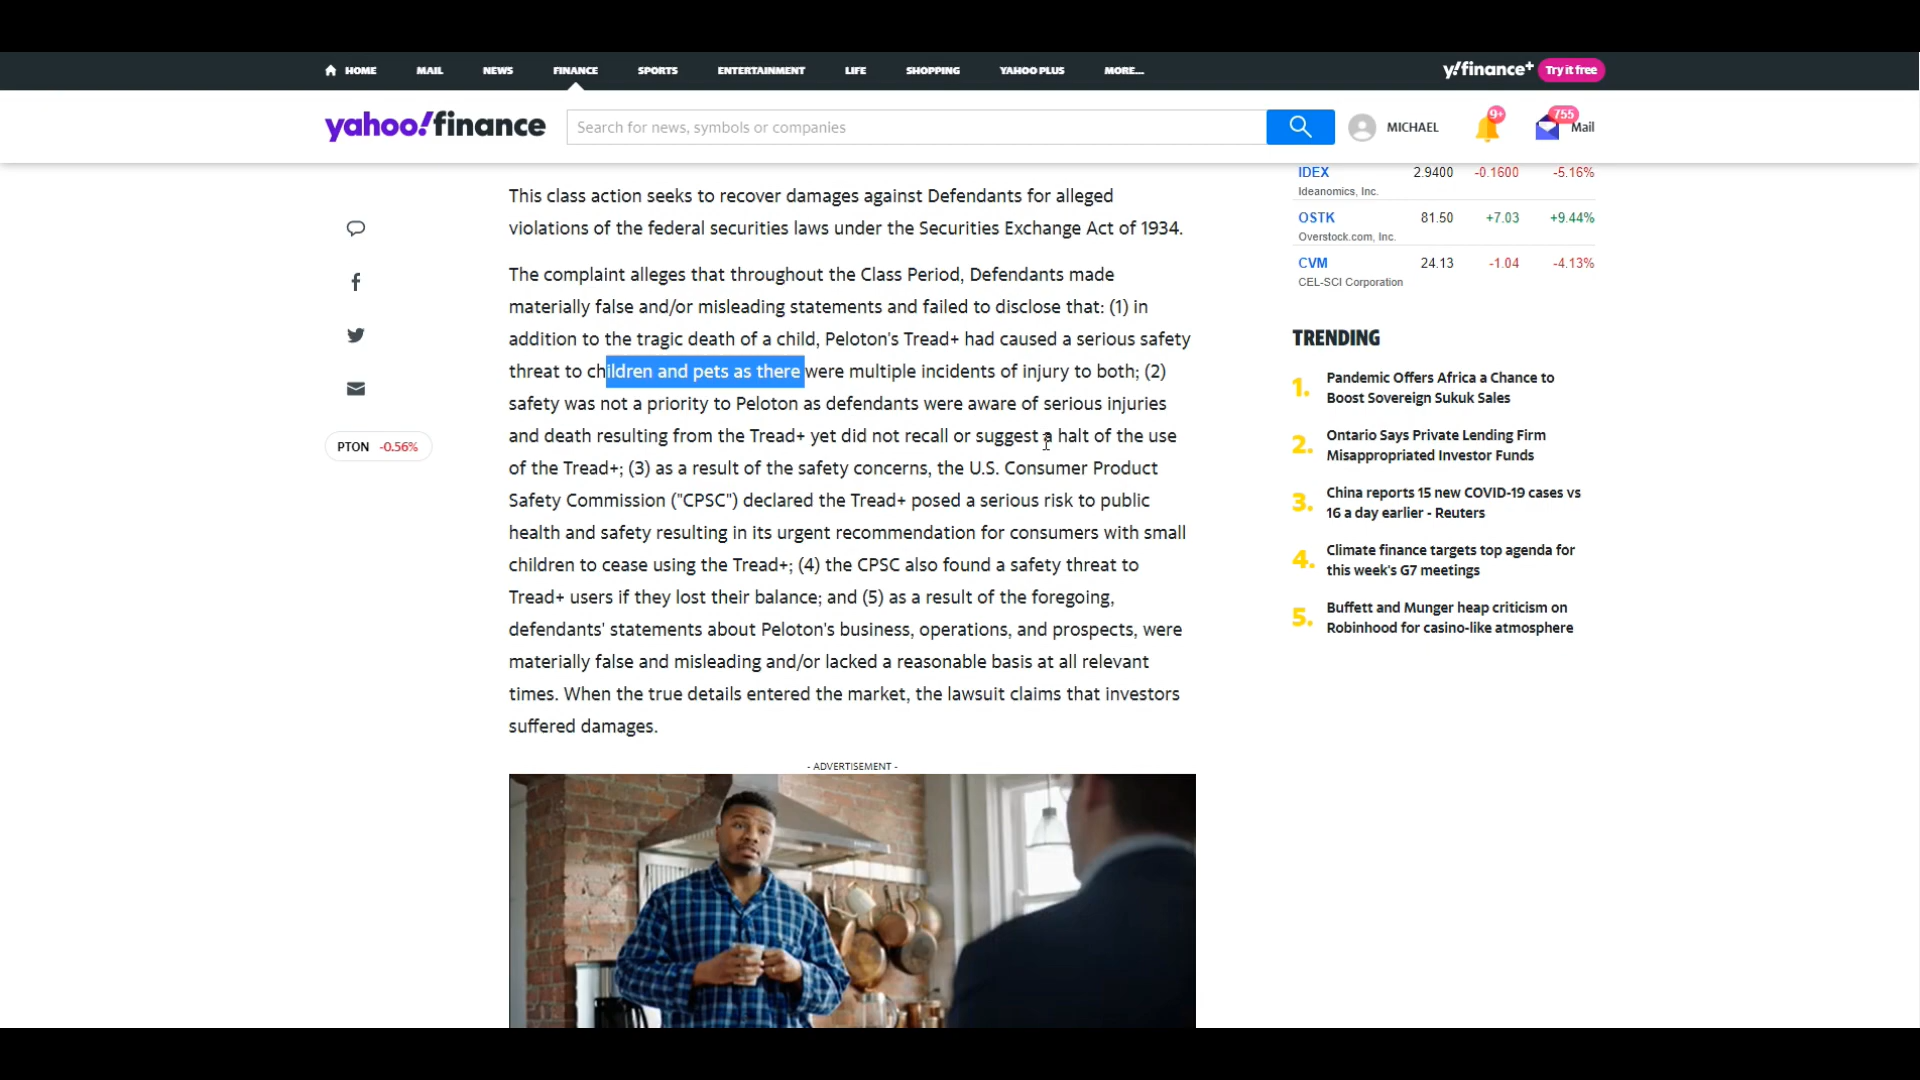 HOME MAIL NEWS FINANCE SPORTS ENTERTAINMENT LIFE SHOPPING YAHOO PLUS MORE...
y!finance+ Try it free
yahoo!finance
Search for news, symbols or companies
MICHAEL
9+
755
Mail
This class action seeks to recover damages against Defendants for alleged
violations of the federal securities laws under the Securities Exchange Act of 1934.
The complaint alleges that throughout the Class Period, Defendants made
materially false and/or misleading statements and failed to disclose that: (1) in
addition to the tragic death of a child, Peloton's Tread+ had caused a serious safety
threat to children and pets as there were multiple incidents of injury to both; (2)
safety was not a priority to Peloton as defendants were aware of serious injuries
and death resulting from the Tread+ yet did not recall or suggest a halt of the use
of the Tread+; (3) as a result of the safety concerns, the U.S. Consumer Product
Safety Commission ("CPSC") declared the Tread+ posed a serious risk to public
health and safety resulting in its urgent recommendation for consumers with small
children to cease using the Tread+; (4) the CPSC also found a safety threat to
Tread+ users if they lost their balance; and (5) as a result of the foregoing,
defendants' statements about Peloton's business, operations, and prospects, were
materially false and misleading and/or lacked a reasonable basis at all relevant
times. When the true details entered the market, the lawsuit claims that investors
suffered damages.
- ADVERTISEMENT -
PTON -0.56%
IDEX 2.9400 -0.1600 -5.16%
Ideanomics, Inc.
OSTK 81.50 +7.03 +9.44%
Overstock.com, Inc.
CVM 24.13 -1.04 -4.13%
CEL-SCI Corporation
TRENDING
1. Pandemic Offers Africa a Chance to
Boost Sovereign Sukuk Sales
2. Ontario Says Private Lending Firm
Misappropriated Investor Funds
3. China reports 15 new COVID-19 cases vs
16 a day earlier - Reuters
4. Climate finance targets top agenda for
this week's G7 meetings
5. Buffett and Munger heap criticism on
Robinhood for casino-like atmosphere